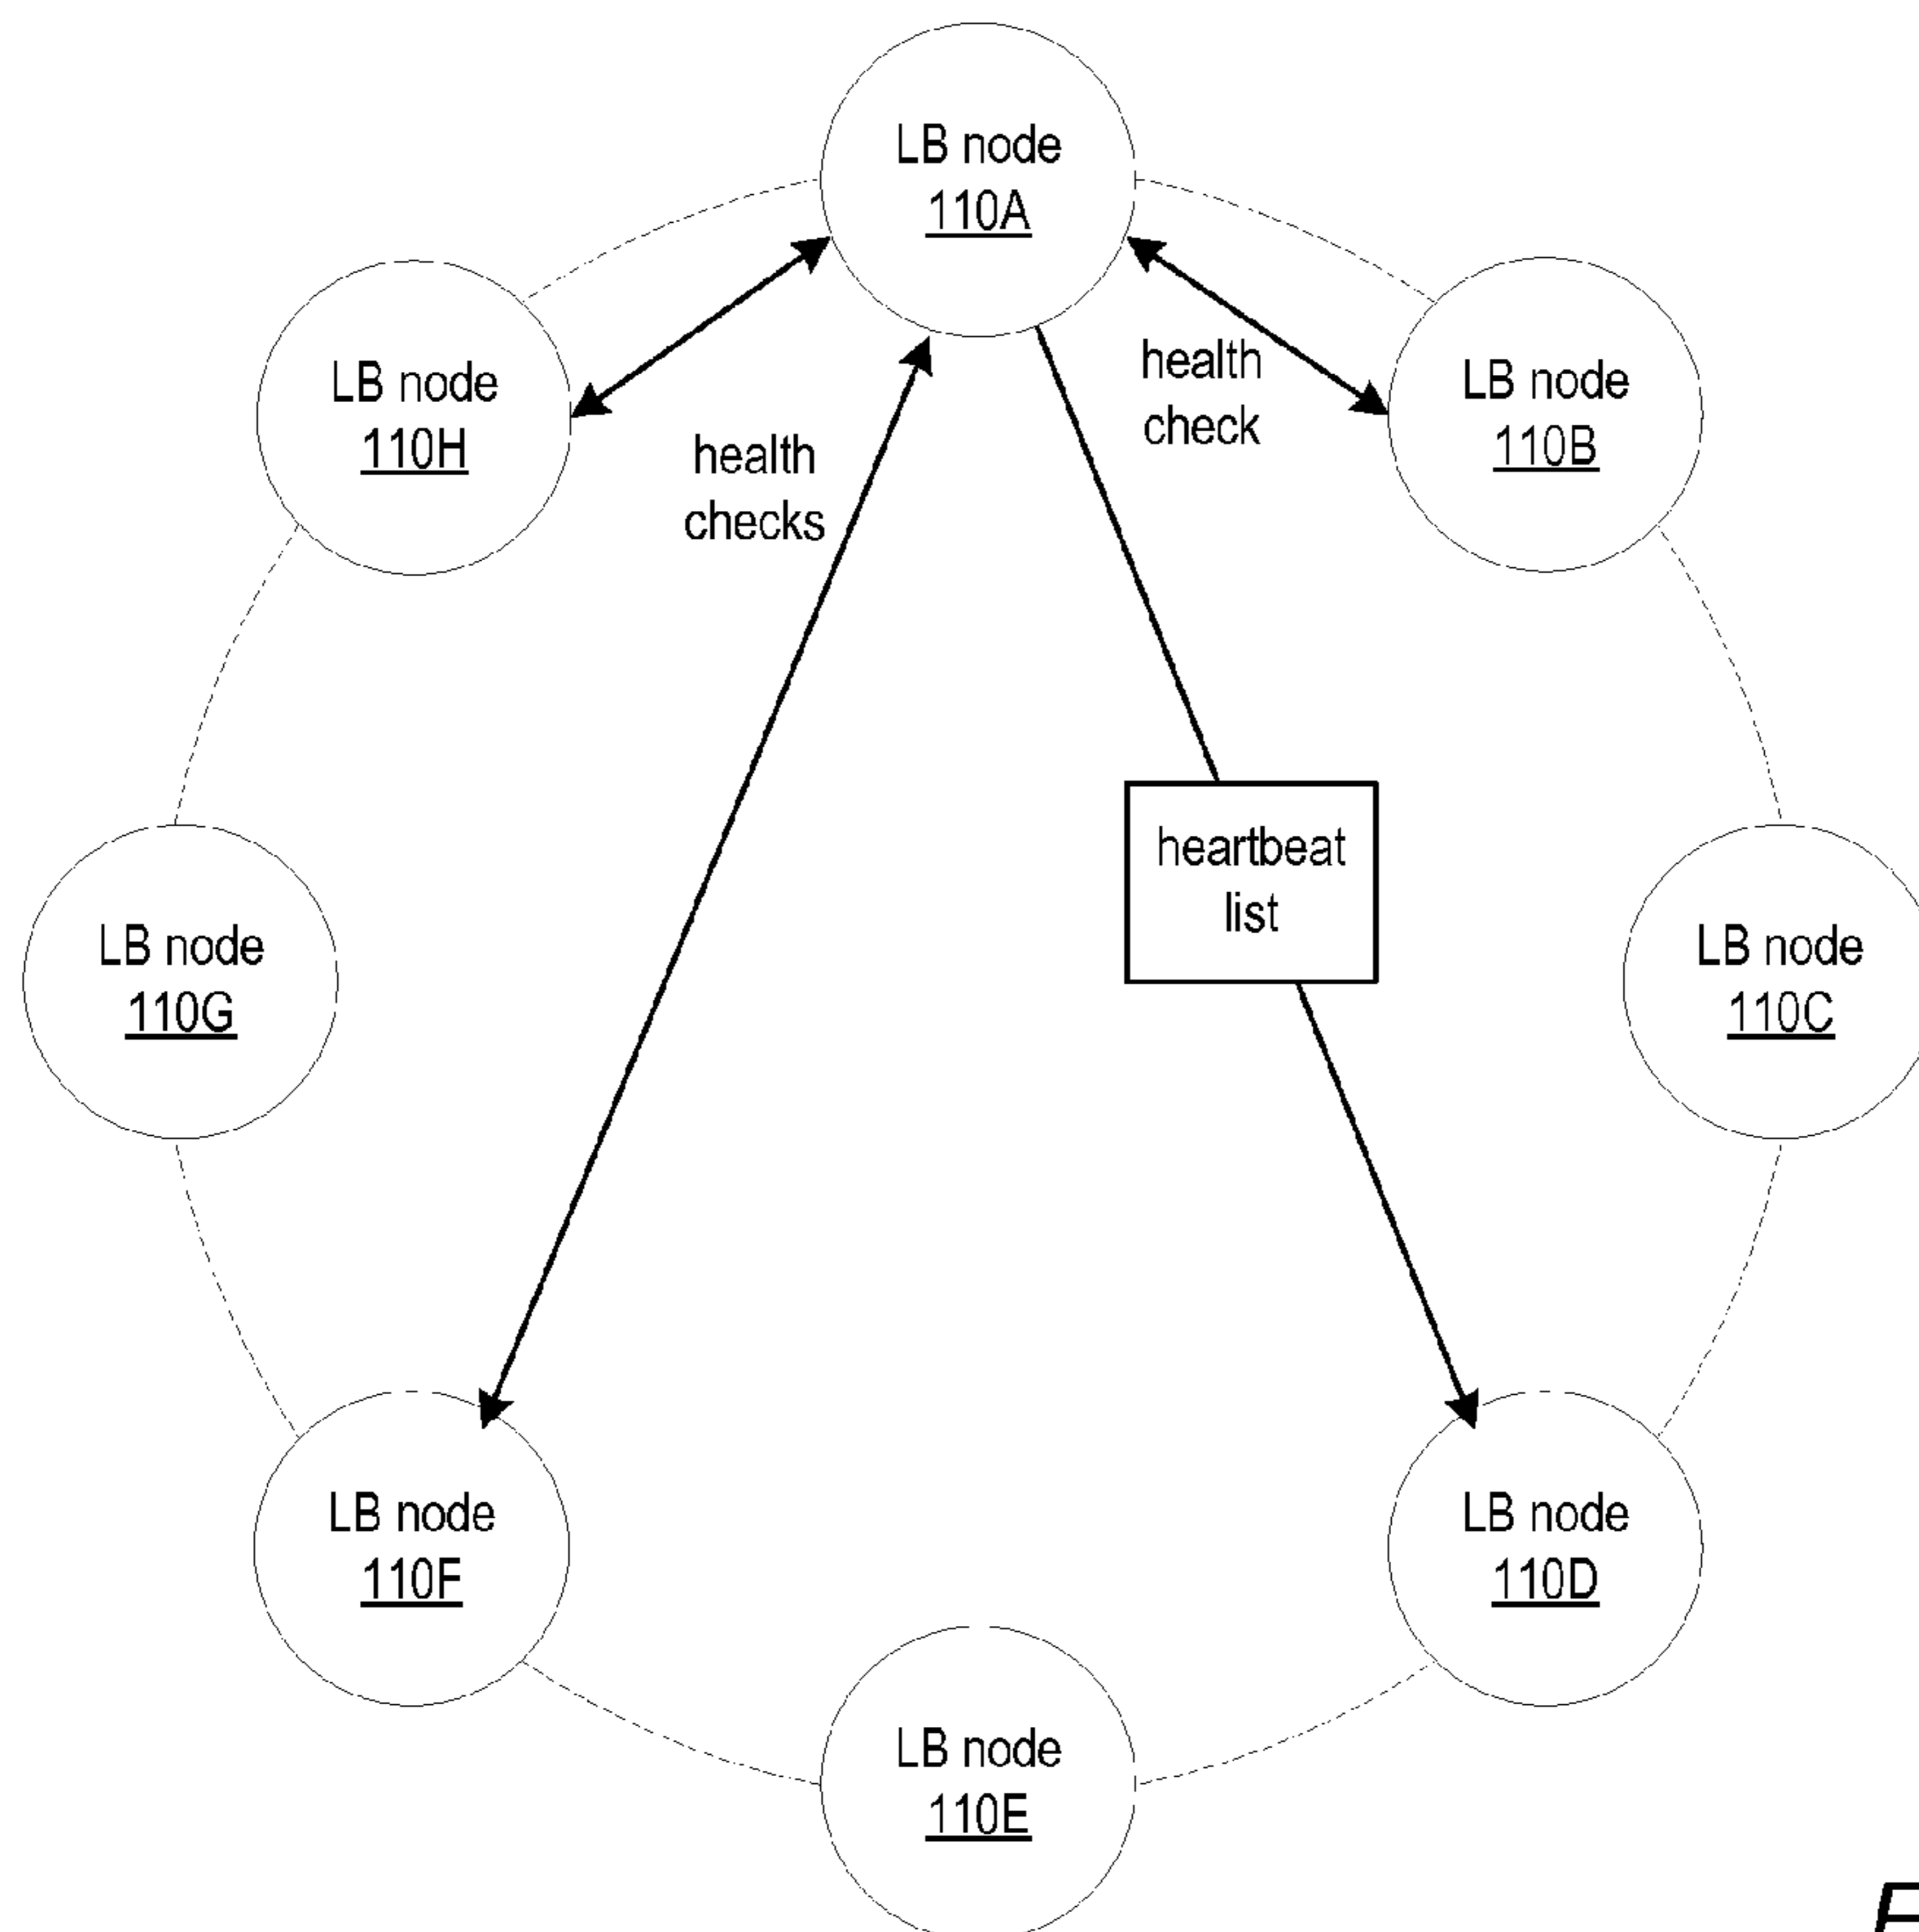 LB node
110A
LB node
110H
health
checks
health
check
LB node
110B
LB node
110G
heartbeat
list
LB node
110C
LB node
110F
LB node
110D
LB node
110E
F